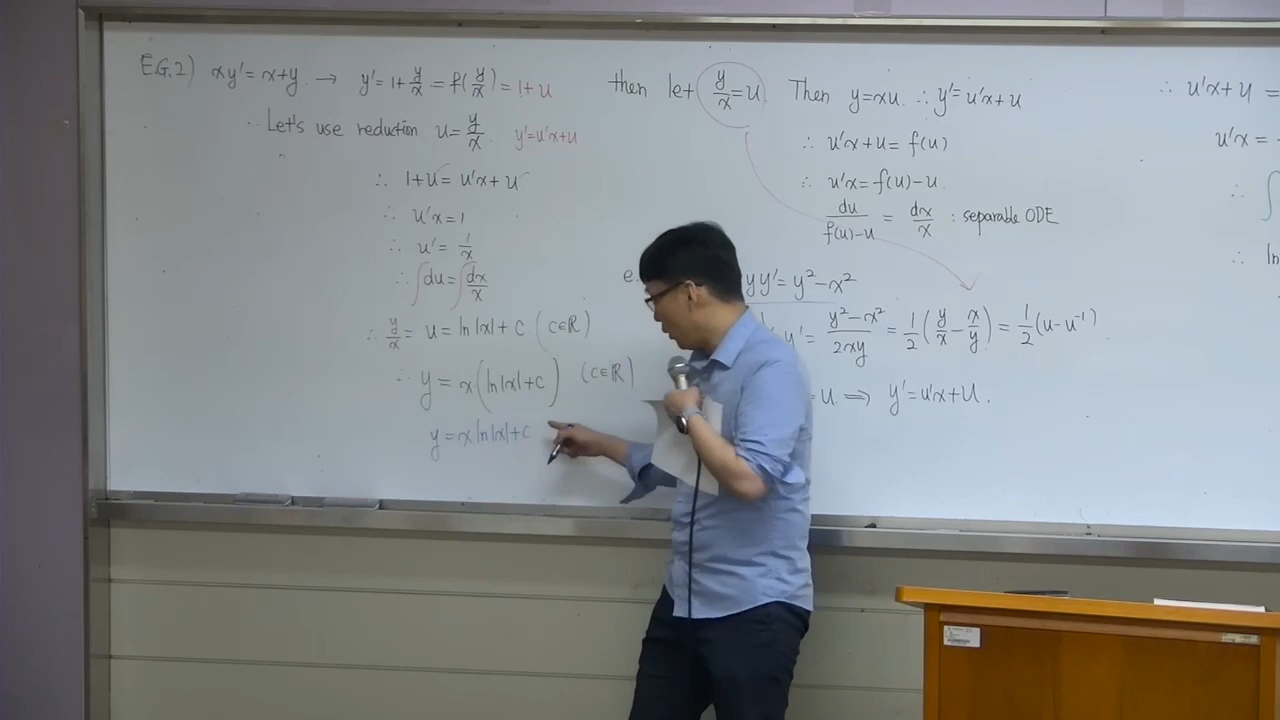 E.G.2) xy' = x+y → y' = 1+y/x = f(y/x) = 1+u
Let's use reduction u = y/x. y' = u'x+u
∴ 1+u = u'x+u
∴ u'x = 1
∴ u' = 1/x
∴ ∫du = ∫dx/x
∴ y/x = u = ln|x| + c (c∈ℝ)
∴ y = x(ln|x|+c) (c∈ℝ)
y = x ln|x|+c
then let y/x = u Then y=xu. ∴ y' = u'x+u
∴ u'x+u = f(u)
∴ u'x = f(u)-u
du/f(u)-u = dx/x : separable ODE
e.
yy' = y²-x²
y' = y²-x²/2xy = 1/2(y/x - x/y) = 1/2(u-u⁻¹)
= u ⟹ y' = u'x+u.
∴ u'x+u =
u'x =
∴ ∫
∴ ln